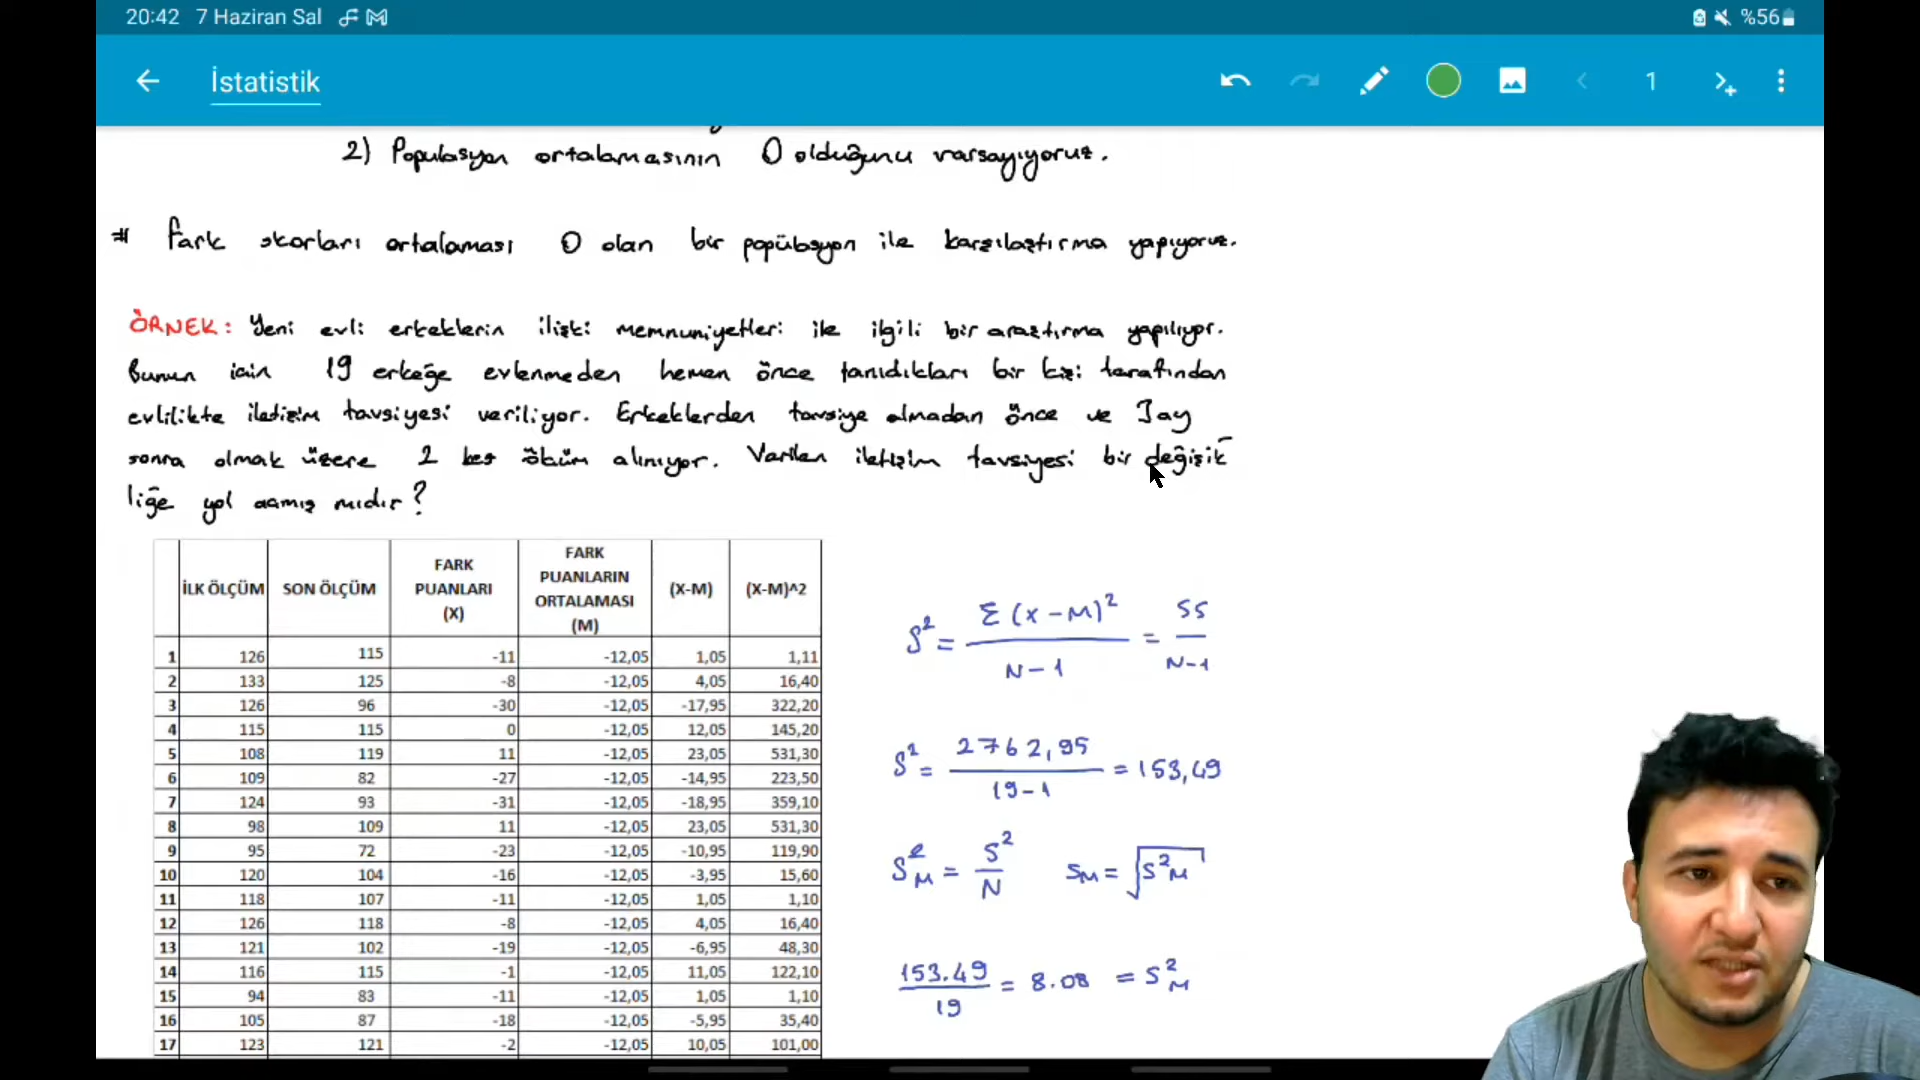 20:42 7 Haziran Sal
%56
İstatistik
1
2) Populasyon ortalamasının 0 olduğunu varsayıyoruz.
# Fark skorları ortalaması 0 olan bir popülasyon ile karşılaştırma yapıyoruz.
ÖRNEK: Yeni evli erkeklerin ilişki memnuniyetleri ile ilgili bir araştırma yapılıyor.
Bunun için 19 erkeğe evlenmeden hemen önce tanıdıkları bir kişi tarafından
evlilikte iletişim tavsiyesi veriliyor. Erkeklerden tavsiye almadan önce ve 3 ay
sonra olmak üzere 2 kes ölçüm alınıyor. Verilen iletişim tavsiyesi bir değişik-
liğe yol açmış mıdır?
İLK ÖLÇÜM SON ÖLÇÜM FARK PUANLARI (X) FARK PUANLARIN ORTALAMASI (M) (X-M) (X-M)^2
1 126 115 -11 -12,05 1,05 1,11
2 133 125 -8 -12,05 4,05 16,40
3 126 96 -30 -12,05 -17,95 322,20
4 115 115 0 -12,05 12,05 145,20
5 108 119 11 -12,05 23,05 531,30
6 109 82 -27 -12,05 -14,95 223,50
7 124 93 -31 -12,05 -18,95 359,10
8 98 109 11 -12,05 23,05 531,30
9 95 72 -23 -12,05 -10,95 119,90
10 120 104 -16 -12,05 -3,95 15,60
11 118 107 -11 -12,05 1,05 1,10
12 126 118 -8 -12,05 4,05 16,40
13 121 102 -19 -12,05 -6,95 48,30
14 116 115 -1 -12,05 11,05 122,10
15 94 83 -11 -12,05 1,05 1,10
16 105 87 -18 -12,05 -5,95 35,40
17 123 121 -2 -12,05 10,05 101,00
S² = Σ(X-M)² / N-1 = SS / N-1
S² = 2762,95 / 19-1 = 153,49
S²M = S² / N SM = √S²M
153.49 / 19 = 8.08 = S²M